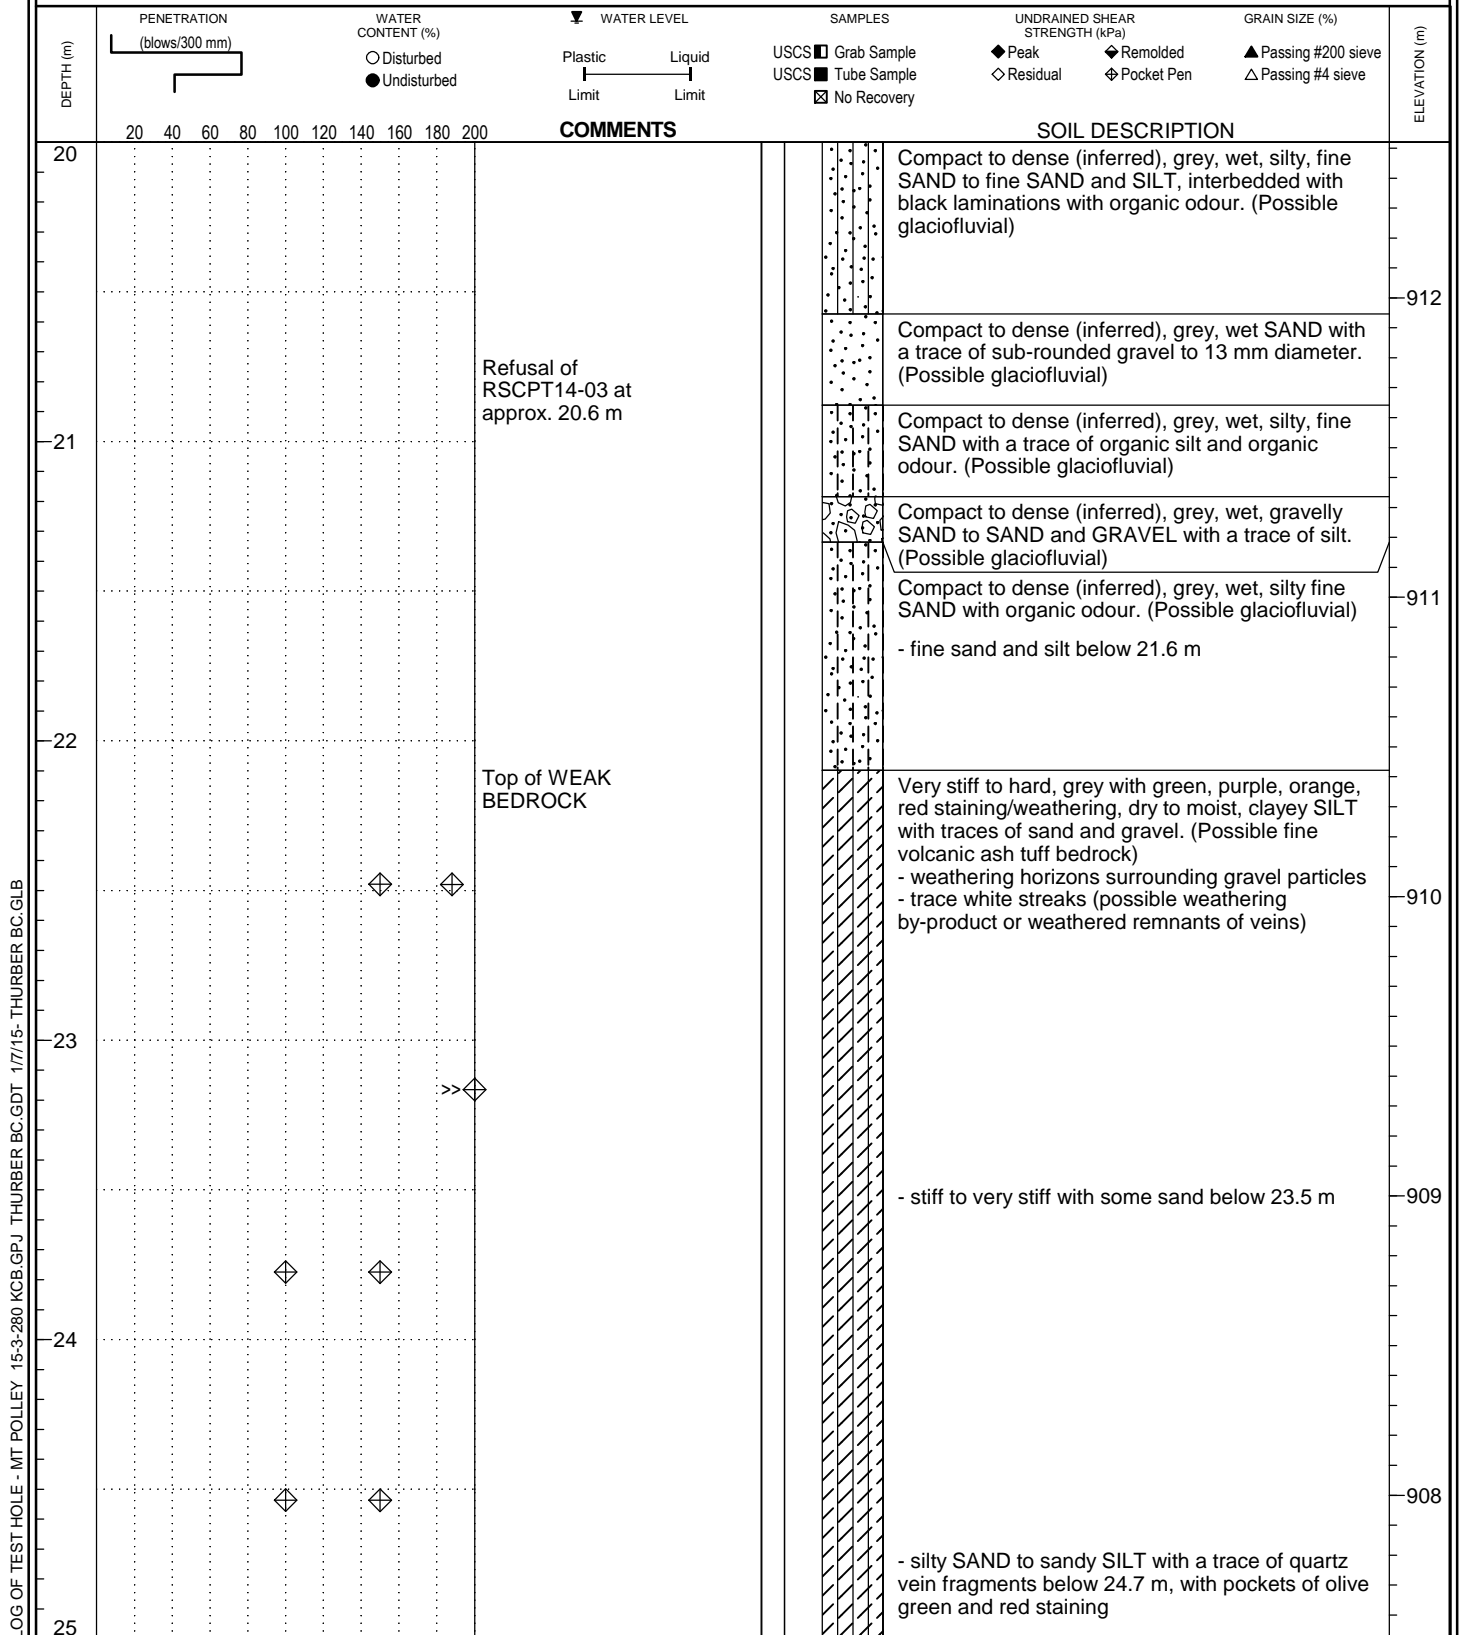 DEPTH (m)
PENETRATION
(blows/300 mm)
WATER
CONTENT (%)
Disturbed
Undisturbed
WATER LEVEL
Plastic Liquid
Limit Limit
SAMPLES
USCS Grab Sample
USCS Tube Sample
No Recovery
UNDRAINED SHEAR
STRENGTH (kPa)
Peak Remolded
Residual Pocket Pen
GRAIN SIZE (%)
Passing #200 sieve
Passing #4 sieve
ELEVATION (m)
20 40 60 80 100 120 140 160 180 200
COMMENTS
SOIL DESCRIPTION
20
Compact to dense (inferred), grey, wet, silty, fine
SAND to fine SAND and SILT, interbedded with
black laminations with organic odour. (Possible
glaciofluvial)
912
Compact to dense (inferred), grey, wet SAND with
a trace of sub-rounded gravel to 13 mm diameter.
(Possible glaciofluvial)
Refusal of
RSCPT14-03 at
approx. 20.6 m
21
Compact to dense (inferred), grey, wet, silty, fine
SAND with a trace of organic silt and organic
odour. (Possible glaciofluvial)
Compact to dense (inferred), grey, wet, gravelly
SAND to SAND and GRAVEL with a trace of silt.
(Possible glaciofluvial)
Compact to dense (inferred), grey, wet, silty fine
SAND with organic odour. (Possible glaciofluvial)
911
- fine sand and silt below 21.6 m
22
Top of WEAK
BEDROCK
Very stiff to hard, grey with green, purple, orange,
red staining/weathering, dry to moist, clayey SILT
with traces of sand and gravel. (Possible fine
volcanic ash tuff bedrock)
- weathering horizons surrounding gravel particles
- trace white streaks (possible weathering
by-product or weathered remnants of veins)
910
23
>>
- stiff to very stiff with some sand below 23.5 m
909
24
908
- silty SAND to sandy SILT with a trace of quartz
vein fragments below 24.7 m, with pockets of olive
green and red staining
25
LOG OF TEST HOLE - MT POLLEY 15-3-280 KCB.GPJ THURBER BC.GDT 1/7/15- THURBER BC.GLB